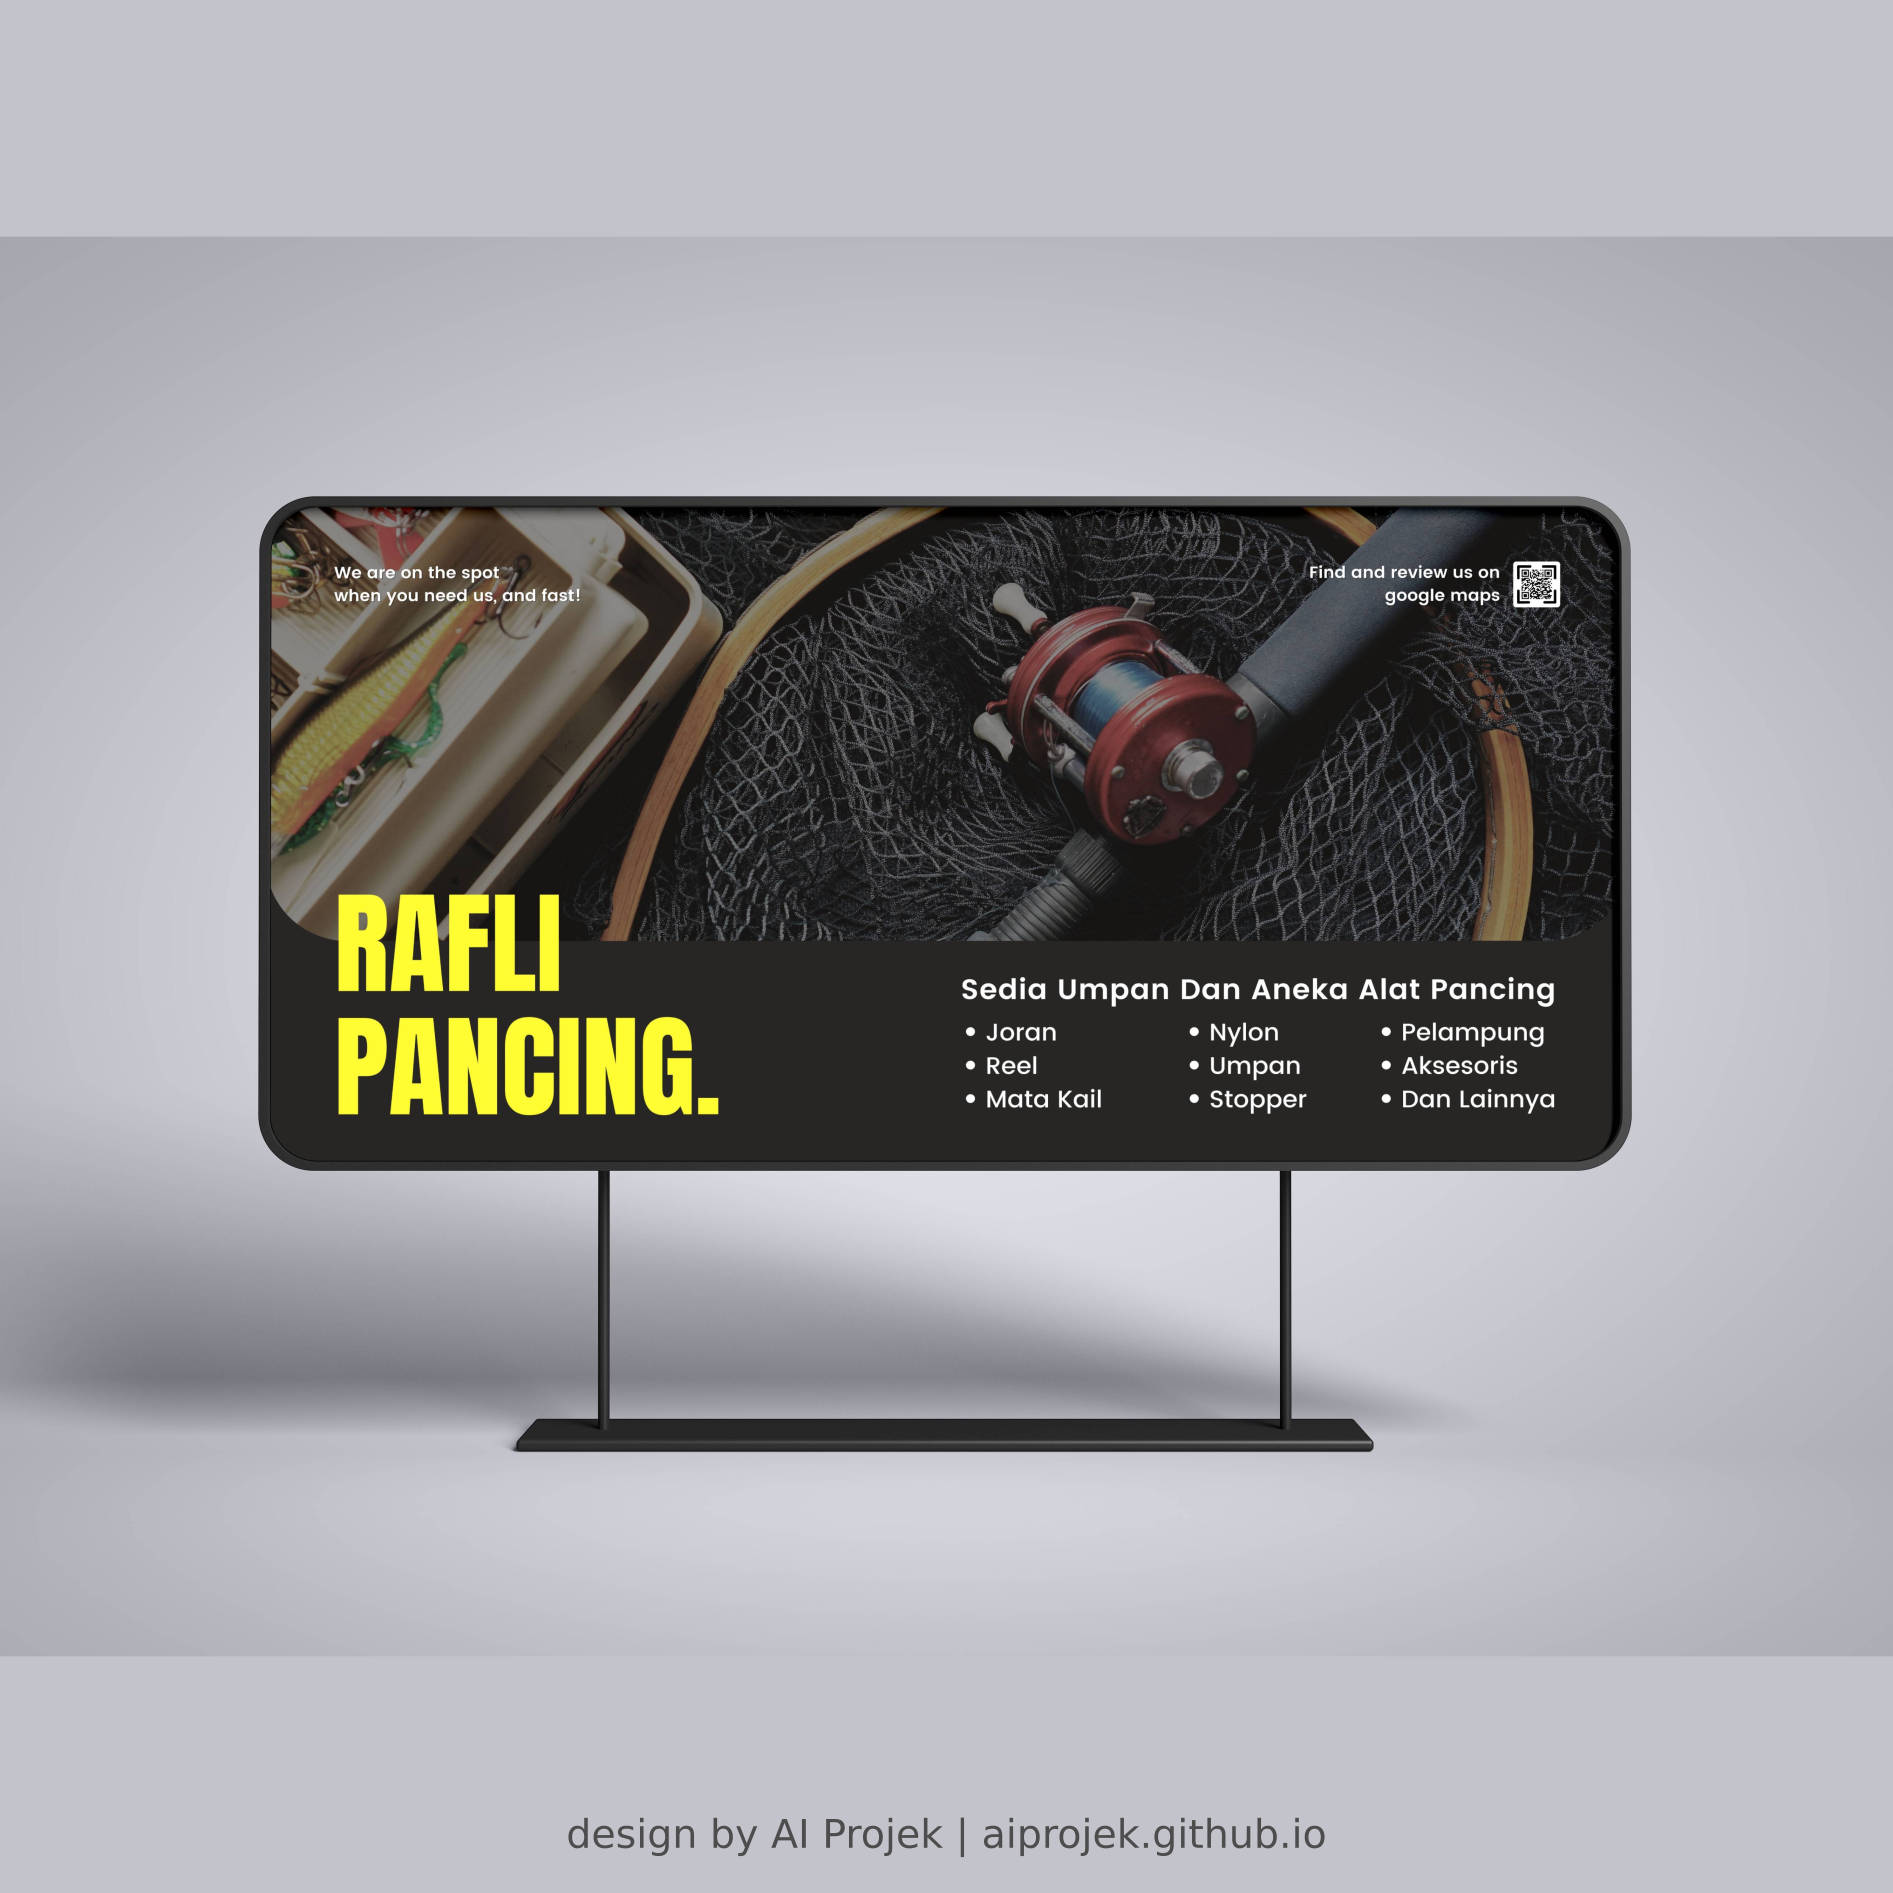 We are on the spot
when you need us, and fast!
Find and review us on
google maps
RAFLI
PANCING.
Sedia Umpan Dan Aneka Alat Pancing
• Joran
• Reel
• Mata Kail
• Nylon
• Umpan
• Stopper
• Pelampung
• Aksesoris
• Dan Lainnya
design by AI Projek | aiprojek.github.io